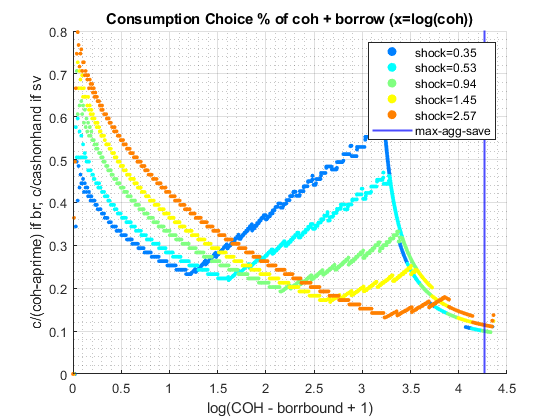 Consumption Choice % of coh + borrow (x=log(coh))
c/(coh-aprime) if br, c/cashonhand if sv
0.8
0.7
0.6
0.5
0.4
0.3
0.2
0.1
0
shock=0.35
shock=0.53
shock=0.94
shock=1.45
shock=2.57
max-agg-save
0 0.5 1 1.5 2 2.5 3 3.5 4 4.5
log(COH - borrbound + 1)